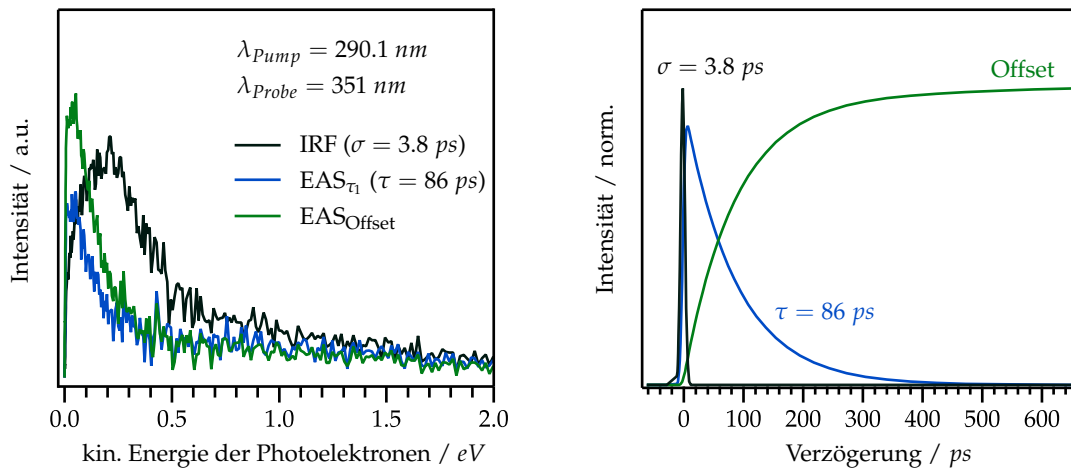 λPump = 290.1 nm
λProbe = 351 nm
IRF (σ = 3.8 ps)
EASτ1 (τ = 86 ps)
EASOffset
Intensität / a.u.
0.0 0.5 1.0 1.5 2.0
kin. Energie der Photoelektronen / eV
σ = 3.8 ps
Offset
τ = 86 ps
Intensität / norm.
0 100 200 300 400 500 600
Verzögerung / ps